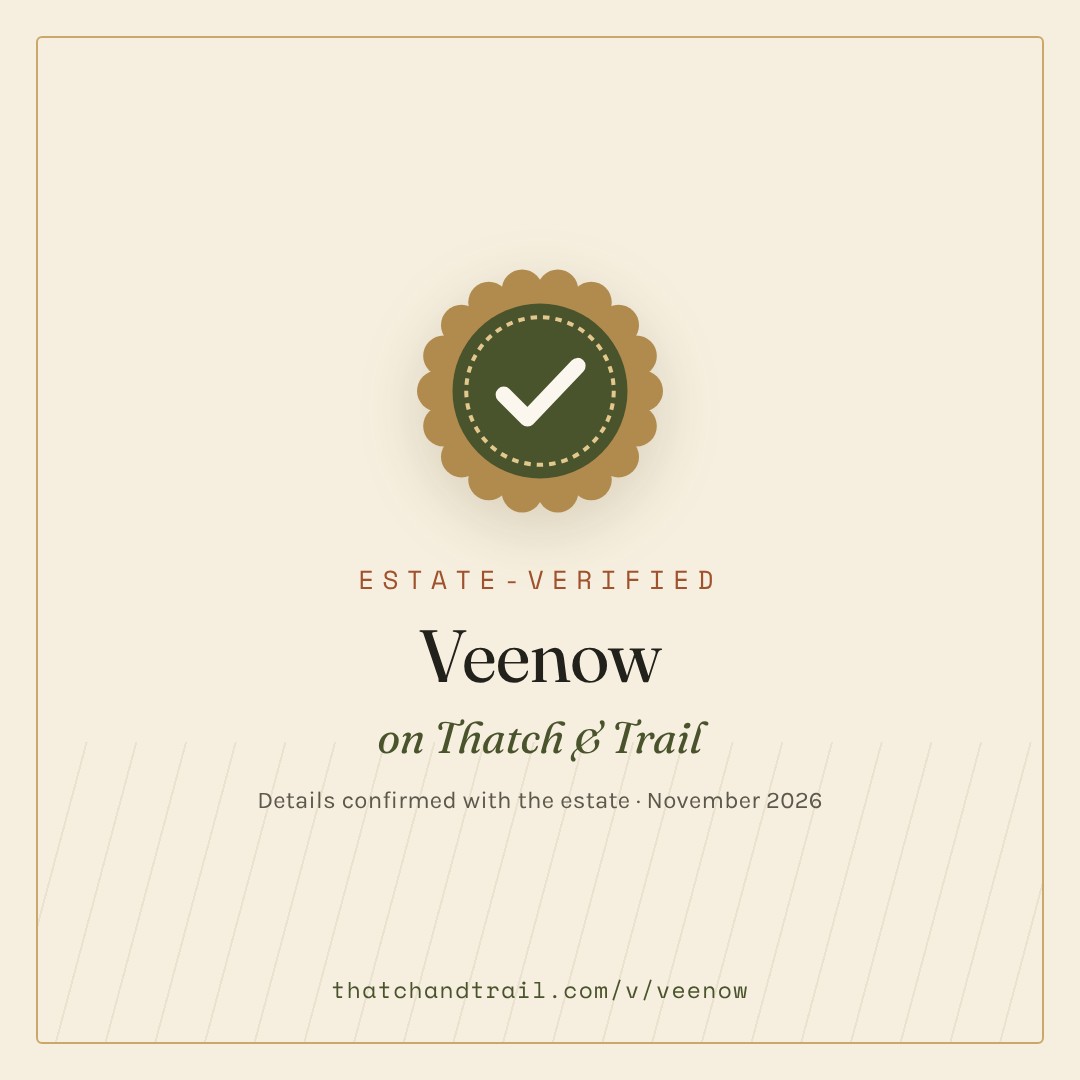 ESTATE-VERIFIED
Veenow
on Thatch & Trail
Details confirmed with the estate · November 2026
thatchandtrail.com/v/veenow